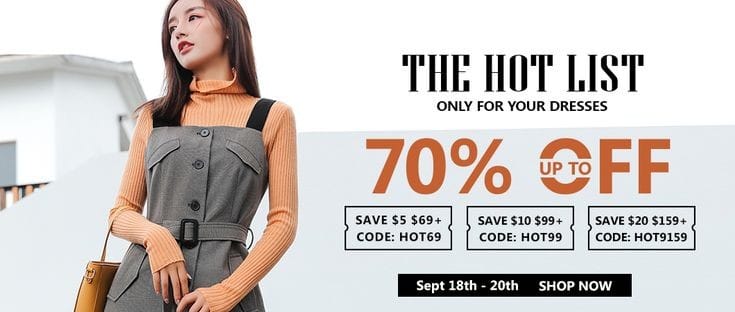 THE HOT LIST
ONLY FOR YOUR DRESSES
70% UP TO OFF
SAVE $5 $69+
CODE: HOT69
SAVE $10 $99+
CODE: HOT99
SAVE $20 $159+
CODE: HOT9159
Sept 18th - 20th SHOP NOW